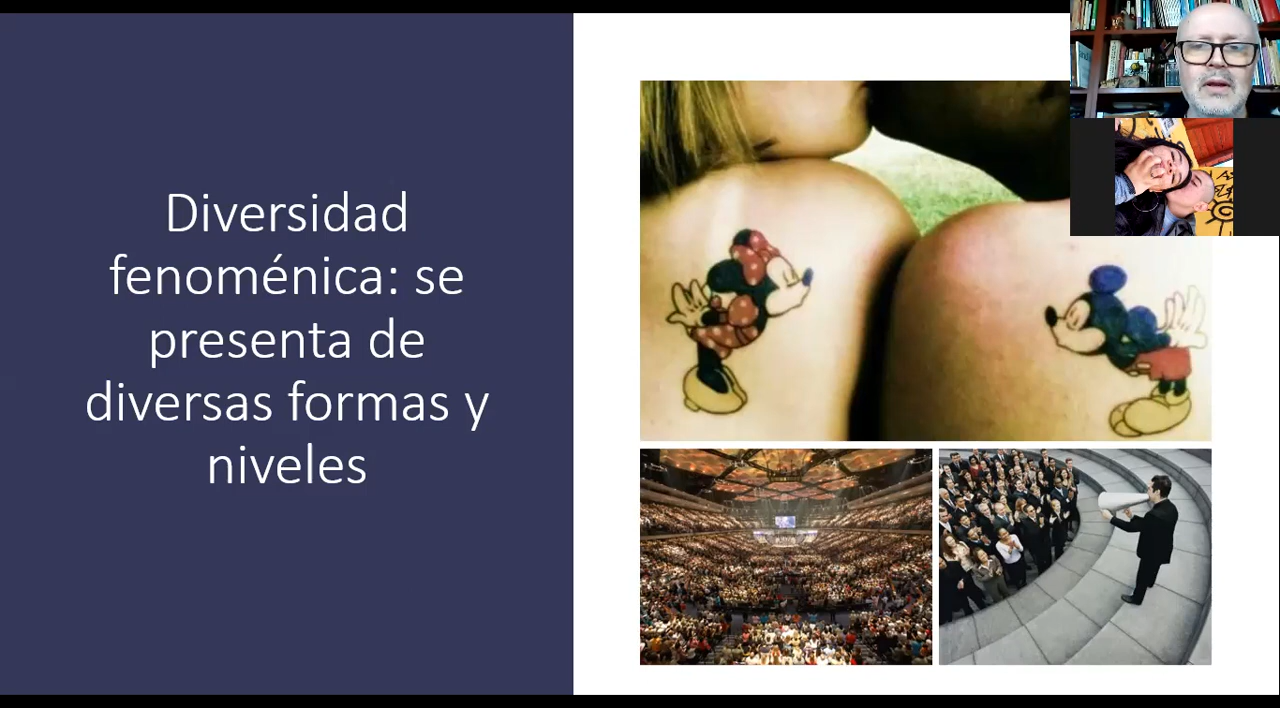 Diversidad
fenoménica: se
presenta de
diversas formas y
niveles